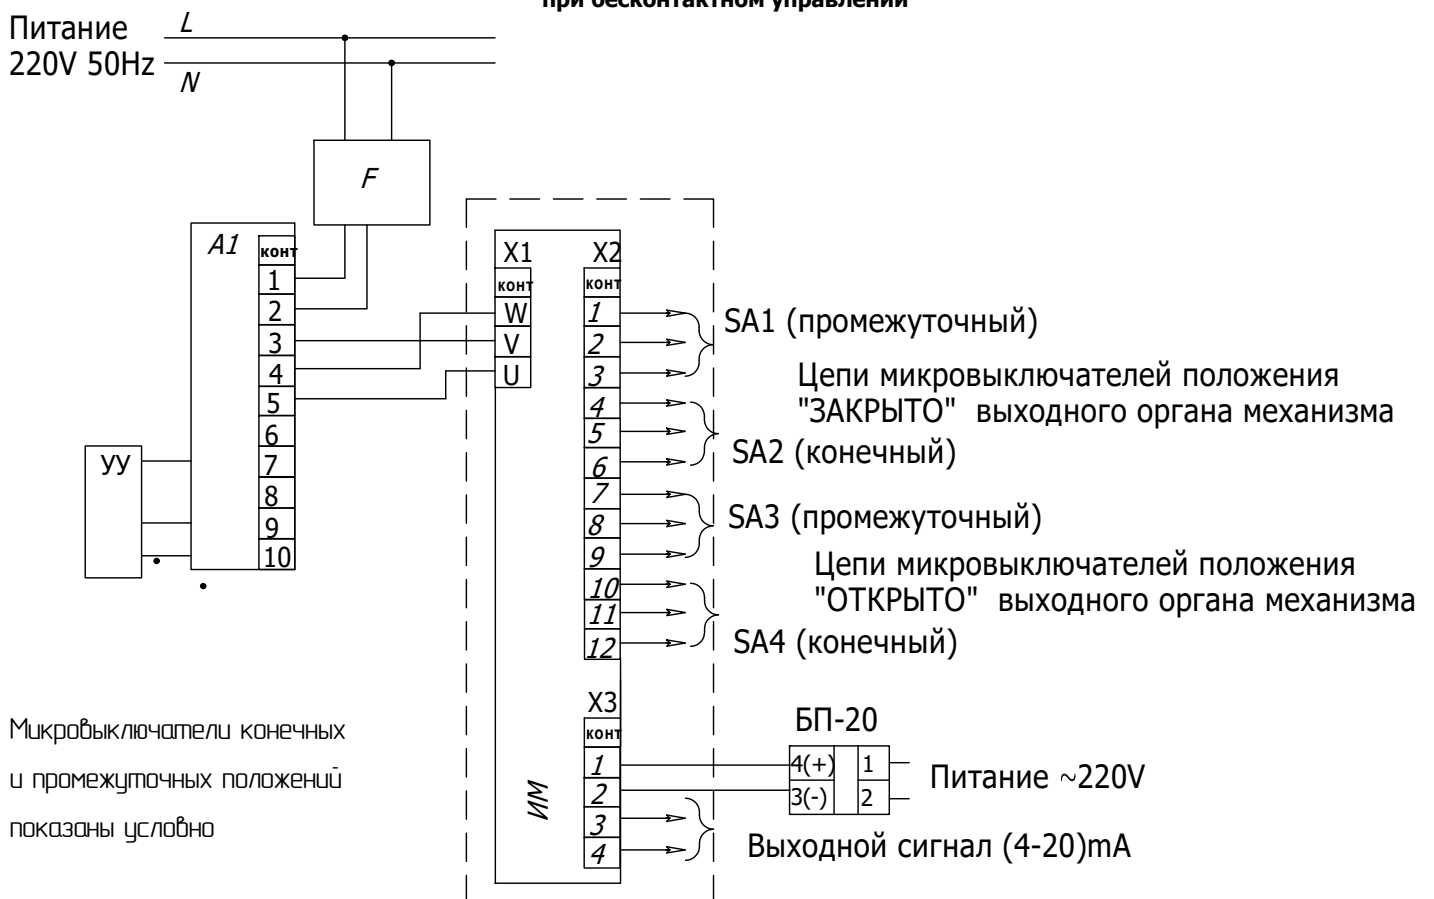 при бесконтактном управлении
Питание
220V 50Hz
L
N
F
A1
конт
1
2
3
4
5
6
7
8
9
10
УУ
X1
конт
W
V
U
X2
конт
1
2
3
4
5
6
7
8
9
10
11
12
SA1 (промежуточный)
Цепи микровыключателей положения
"ЗАКРЫТО" выходного органа механизма
SA2 (конечный)
SA3 (промежуточный)
Цепи микровыключателей положения
"ОТКРЫТО" выходного органа механизма
SA4 (конечный)
X3
конт
1
2
3
4
ИМ
БП-20
4(+) 1
3(-) 2
Питание ~220V
Выходной сигнал (4-20)mA
Микровыключатели конечных
и промежуточных положений
показаны условно